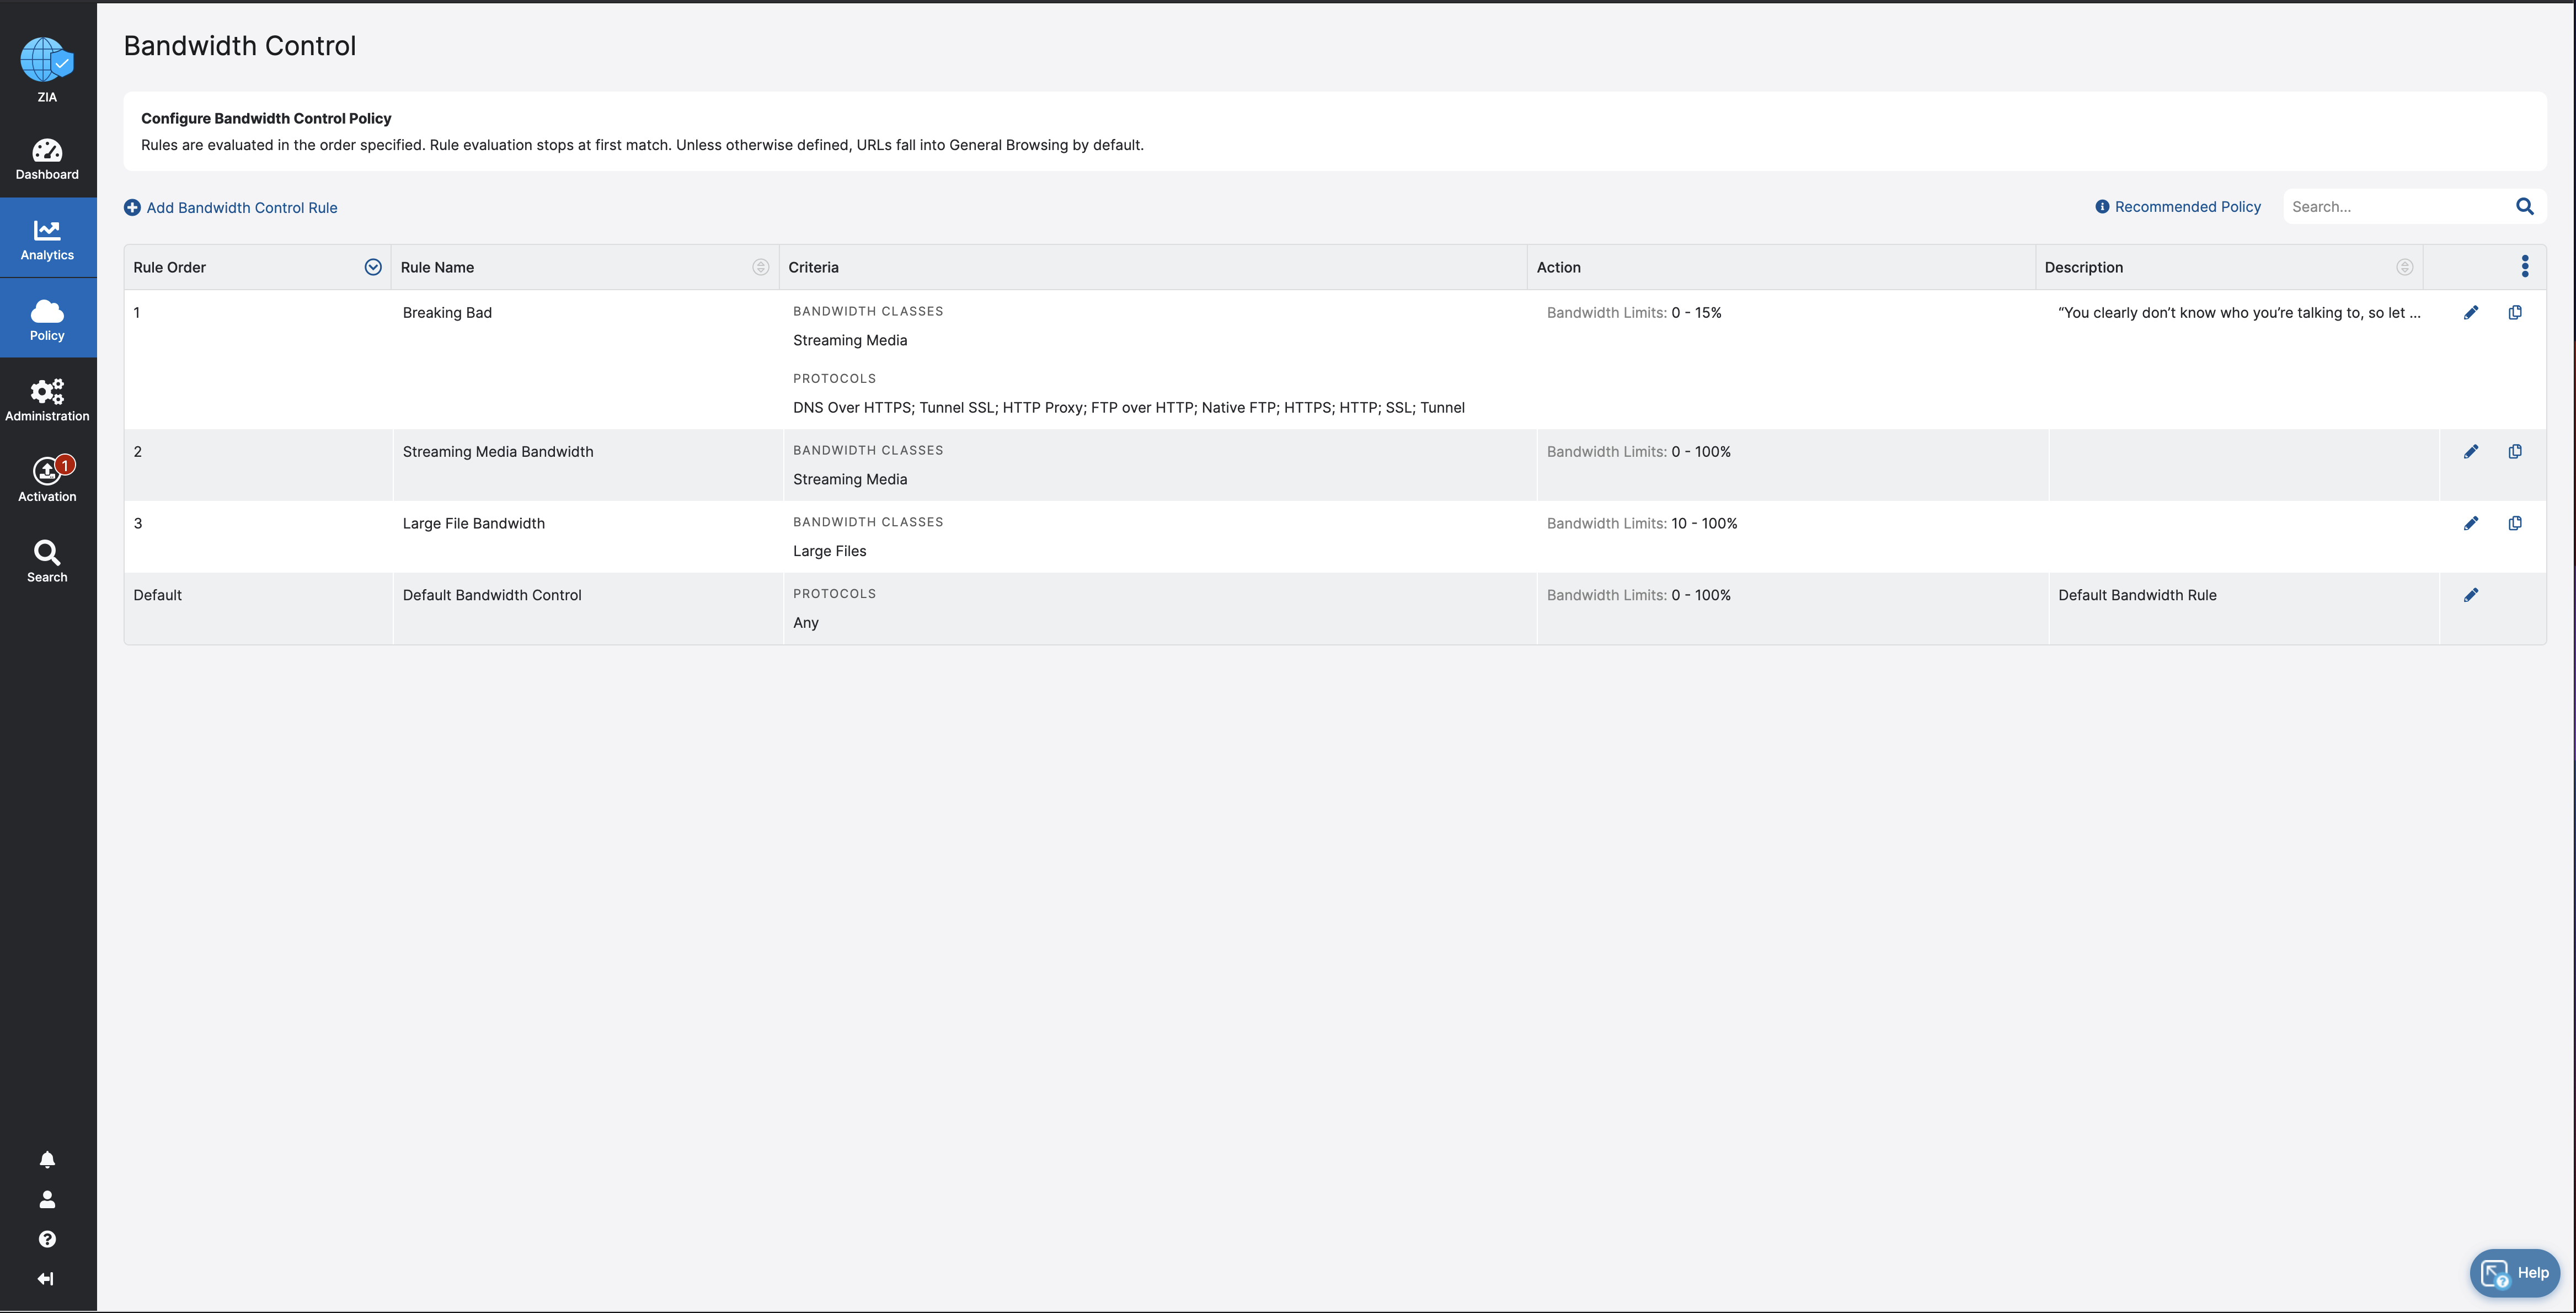 Bandwidth Control
ZIA
Configure Bandwidth Control Policy
Rules are evaluated in the order specified. Rule evaluation stops at first match. Unless otherwise defined, URLs fall into General Browsing by default.
Dashboard
Add Bandwidth Control Rule
Recommended Policy
Search...
Analytics
Rule Order
Rule Name
Criteria
Action
Description
1
Breaking Bad
BANDWIDTH CLASSES
Streaming Media
PROTOCOLS
DNS Over HTTPS; Tunnel SSL; HTTP Proxy; FTP over HTTP; Native FTP; HTTPS; HTTP; SSL; Tunnel
Bandwidth Limits: 0 - 15%
“You clearly don’t know who you’re talking to, so let ...
Policy
Administration
2
Streaming Media Bandwidth
BANDWIDTH CLASSES
Streaming Media
Bandwidth Limits: 0 - 100%
1
Activation
3
Large File Bandwidth
BANDWIDTH CLASSES
Large Files
Bandwidth Limits: 10 - 100%
Search
Default
Default Bandwidth Control
PROTOCOLS
Any
Bandwidth Limits: 0 - 100%
Default Bandwidth Rule
Help